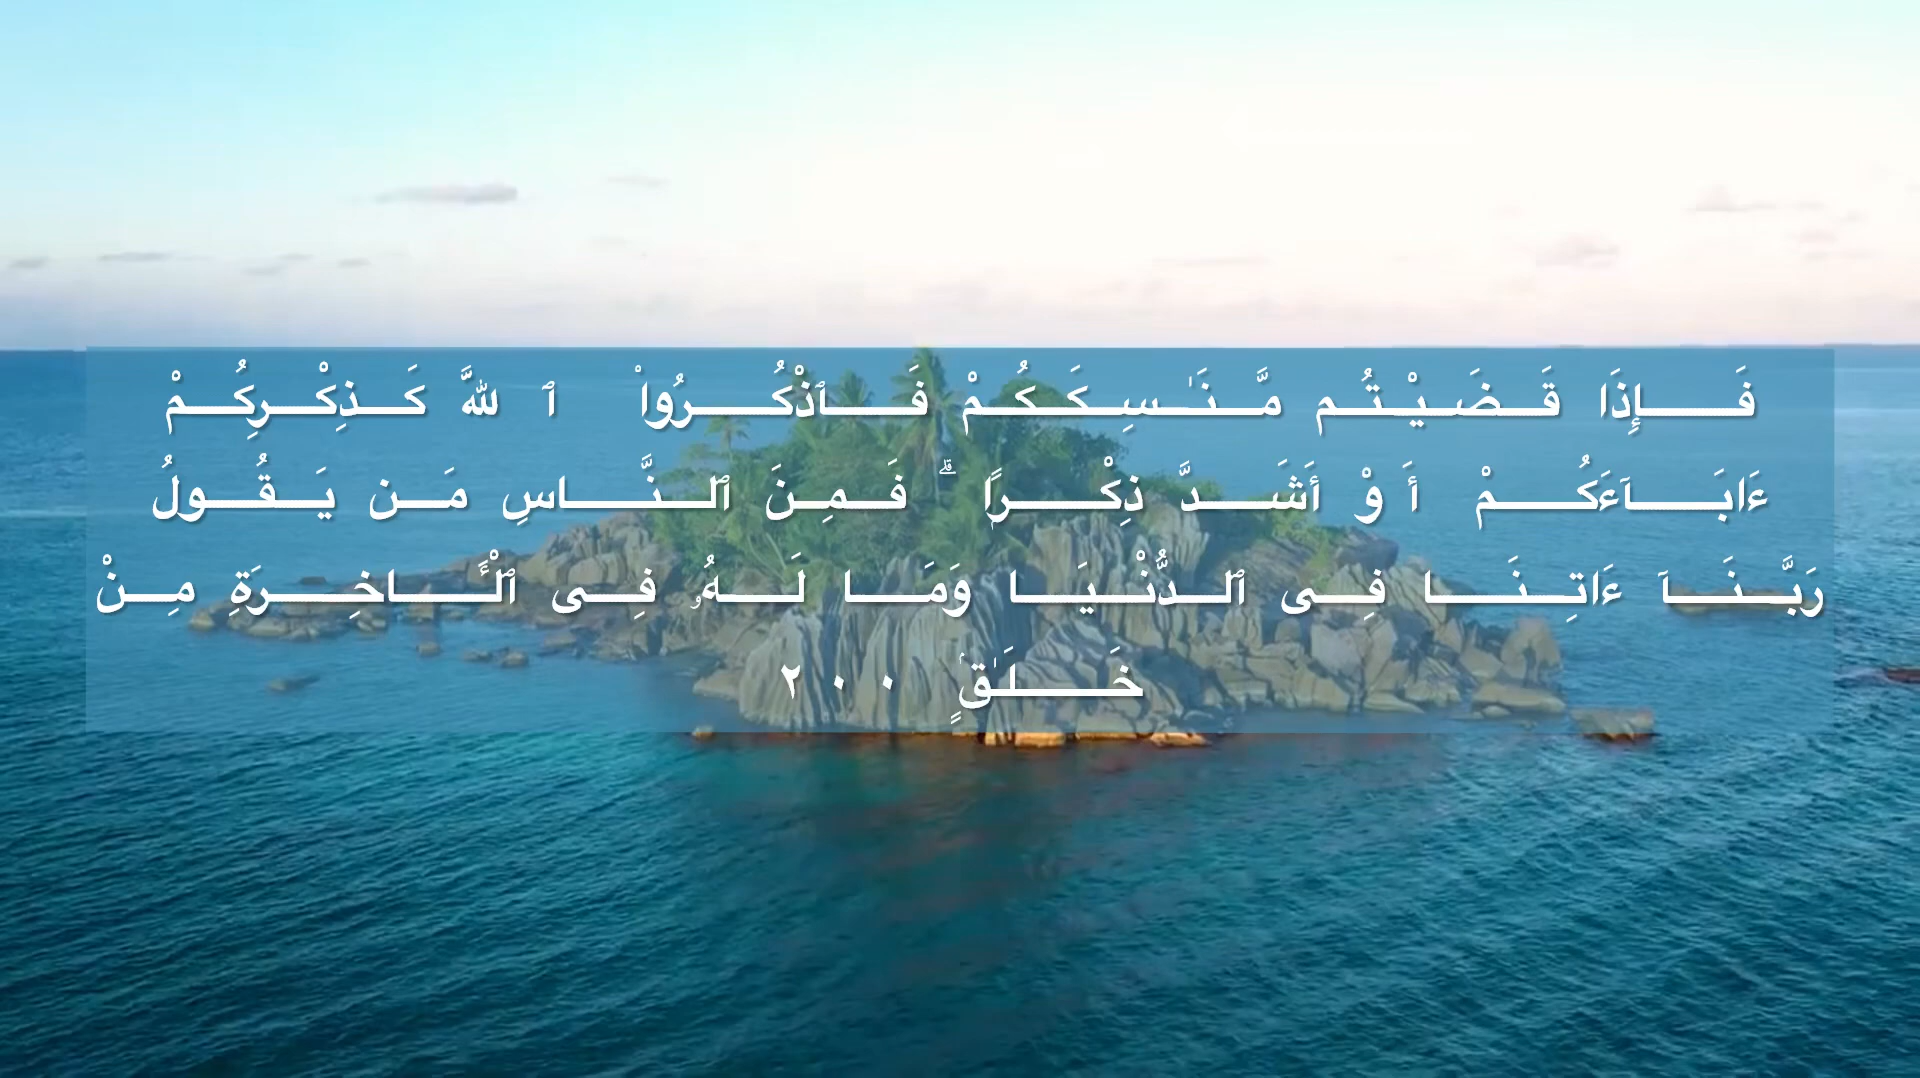 فَإِذَا قَضَيْتُم مَّنَـٰسِكَكُمْ فَٱذْكُرُوا۟ ٱللَّهَ كَذِكْرِكُمْ
ءَابَآءَكُمْ أَوْ أَشَدَّ ذِكْرًا ۗ فَمِنَ ٱلنَّاسِ مَن يَقُولُ
رَبَّنَآ ءَاتِنَا فِى ٱلدُّنْيَا وَمَا لَهُۥ فِى ٱلْـَٔاخِرَةِ مِنْ
خَلَـٰقٍۢ ٢٠٠